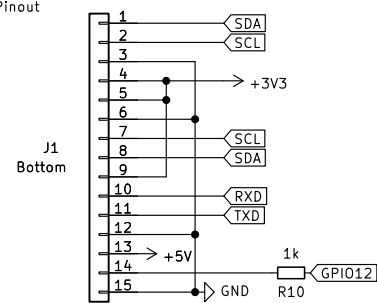 Pinout
1 SDA
2 SCL
3
4 +3V3
5
6
7 SCL
J1
8 SDA
Bottom
9
10 RXD
11 TXD
12
13 +5V
1k
14 GPIO12
15 GND R10